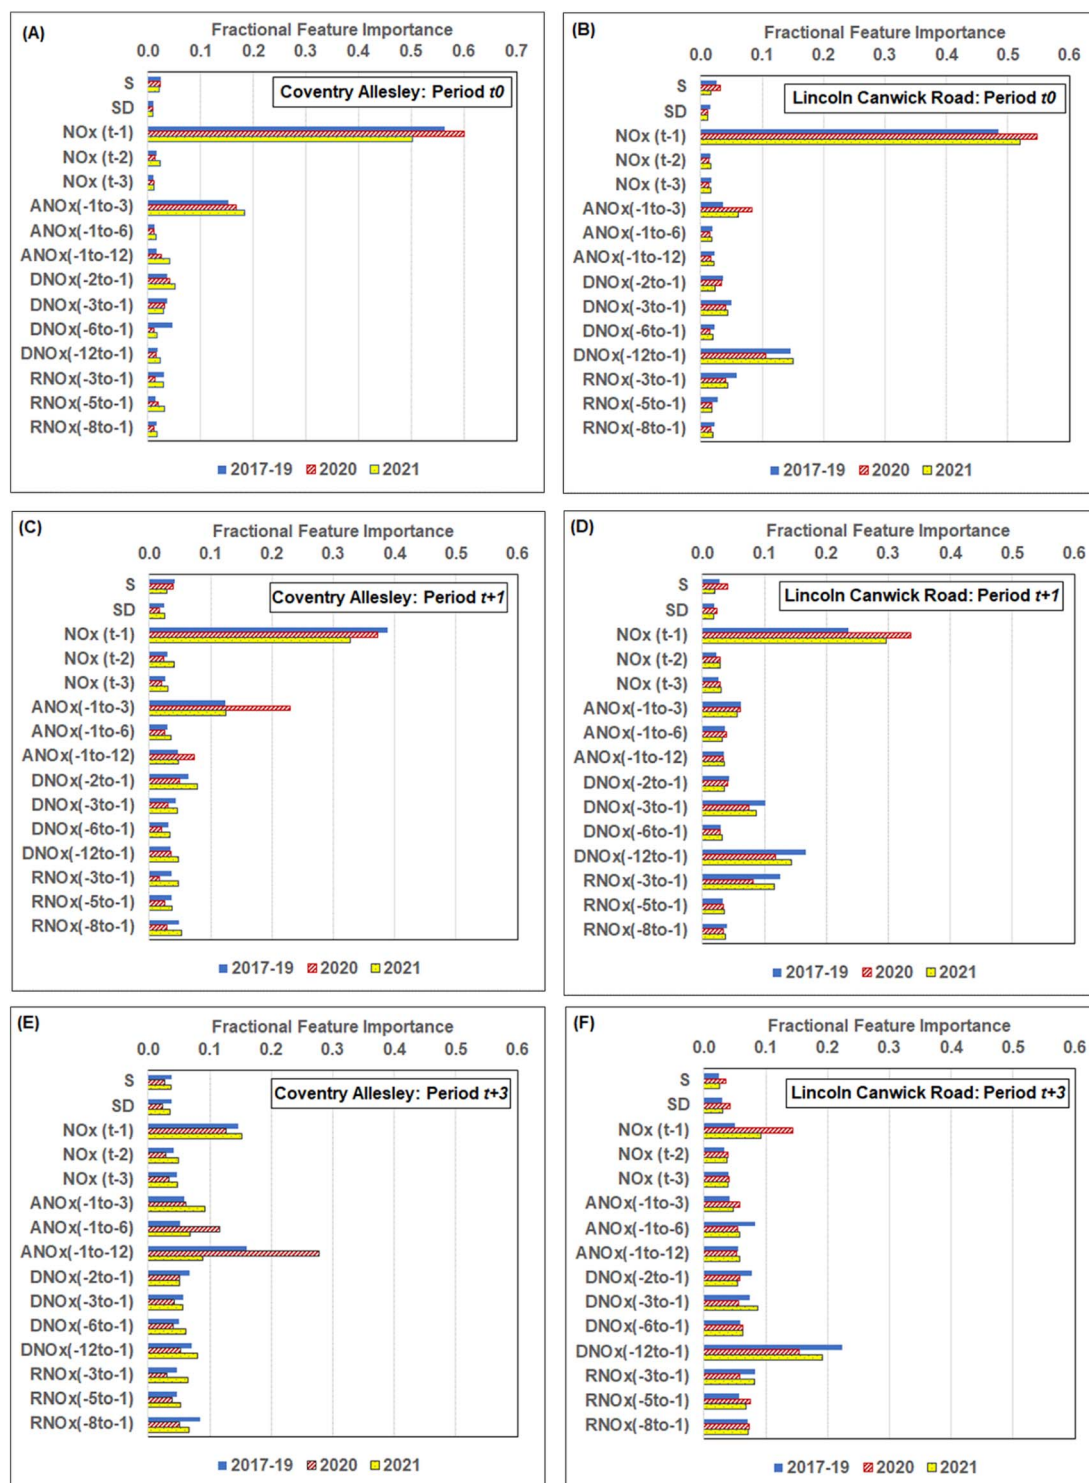 (A)
Fractional Feature Importance
0.0 0.1 0.2 0.3 0.4 0.5 0.6 0.7
Coventry Allesley: Period t0
S
SD
NOx (t-1)
NOx (t-2)
NOx (t-3)
ANOx(-1to-3)
ANOx(-1to-6)
ANOx(-1to-12)
DNOx(-2to-1)
DNOx(-3to-1)
DNOx(-6to-1)
DNOx(-12to-1)
RNOx(-3to-1)
RNOx(-5to-1)
RNOx(-8to-1)
2017-19 2020 2021
(B)
Fractional Feature Importance
0.0 0.1 0.2 0.3 0.4 0.5 0.6
Lincoln Canwick Road: Period t0
S
SD
NOx (t-1)
NOx (t-2)
NOx (t-3)
ANOx(-1to-3)
ANOx(-1to-6)
ANOx(-1to-12)
DNOx(-2to-1)
DNOx(-3to-1)
DNOx(-6to-1)
DNOx(-12to-1)
RNOx(-3to-1)
RNOx(-5to-1)
RNOx(-8to-1)
2017-19 2020 2021
(C)
Fractional Feature Importance
0.0 0.1 0.2 0.3 0.4 0.5 0.6
Coventry Allesley: Period t+1
S
SD
NOx (t-1)
NOx (t-2)
NOx (t-3)
ANOx(-1to-3)
ANOx(-1to-6)
ANOx(-1to-12)
DNOx(-2to-1)
DNOx(-3to-1)
DNOx(-6to-1)
DNOx(-12to-1)
RNOx(-3to-1)
RNOx(-5to-1)
RNOx(-8to-1)
2017-19 2020 2021
(D)
Fractional Feature Importance
0.0 0.1 0.2 0.3 0.4 0.5 0.6
Lincoln Canwick Road: Period t+1
S
SD
NOx (t-1)
NOx (t-2)
NOx (t-3)
ANOx(-1to-3)
ANOx(-1to-6)
ANOx(-1to-12)
DNOx(-2to-1)
DNOx(-3to-1)
DNOx(-6to-1)
DNOx(-12to-1)
RNOx(-3to-1)
RNOx(-5to-1)
RNOx(-8to-1)
2017-19 2020 2021
(E)
Fractional Feature Importance
0.0 0.1 0.2 0.3 0.4 0.5 0.6
Coventry Allesley: Period t+3
S
SD
NOx (t-1)
NOx (t-2)
NOx (t-3)
ANOx(-1to-3)
ANOx(-1to-6)
ANOx(-1to-12)
DNOx(-2to-1)
DNOx(-3to-1)
DNOx(-6to-1)
DNOx(-12to-1)
RNOx(-3to-1)
RNOx(-5to-1)
RNOx(-8to-1)
2017-19 2020 2021
(F)
Fractional Feature Importance
0.0 0.1 0.2 0.3 0.4 0.5 0.6
Lincoln Canwick Road: Period t+3
S
SD
NOx (t-1)
NOx (t-2)
NOx (t-3)
ANOx(-1to-3)
ANOx(-1to-6)
ANOx(-1to-12)
DNOx(-2to-1)
DNOx(-3to-1)
DNOx(-6to-1)
DNOx(-12to-1)
RNOx(-3to-1)
RNOx(-5to-1)
RNOx(-8to-1)
2017-19 2020 2021